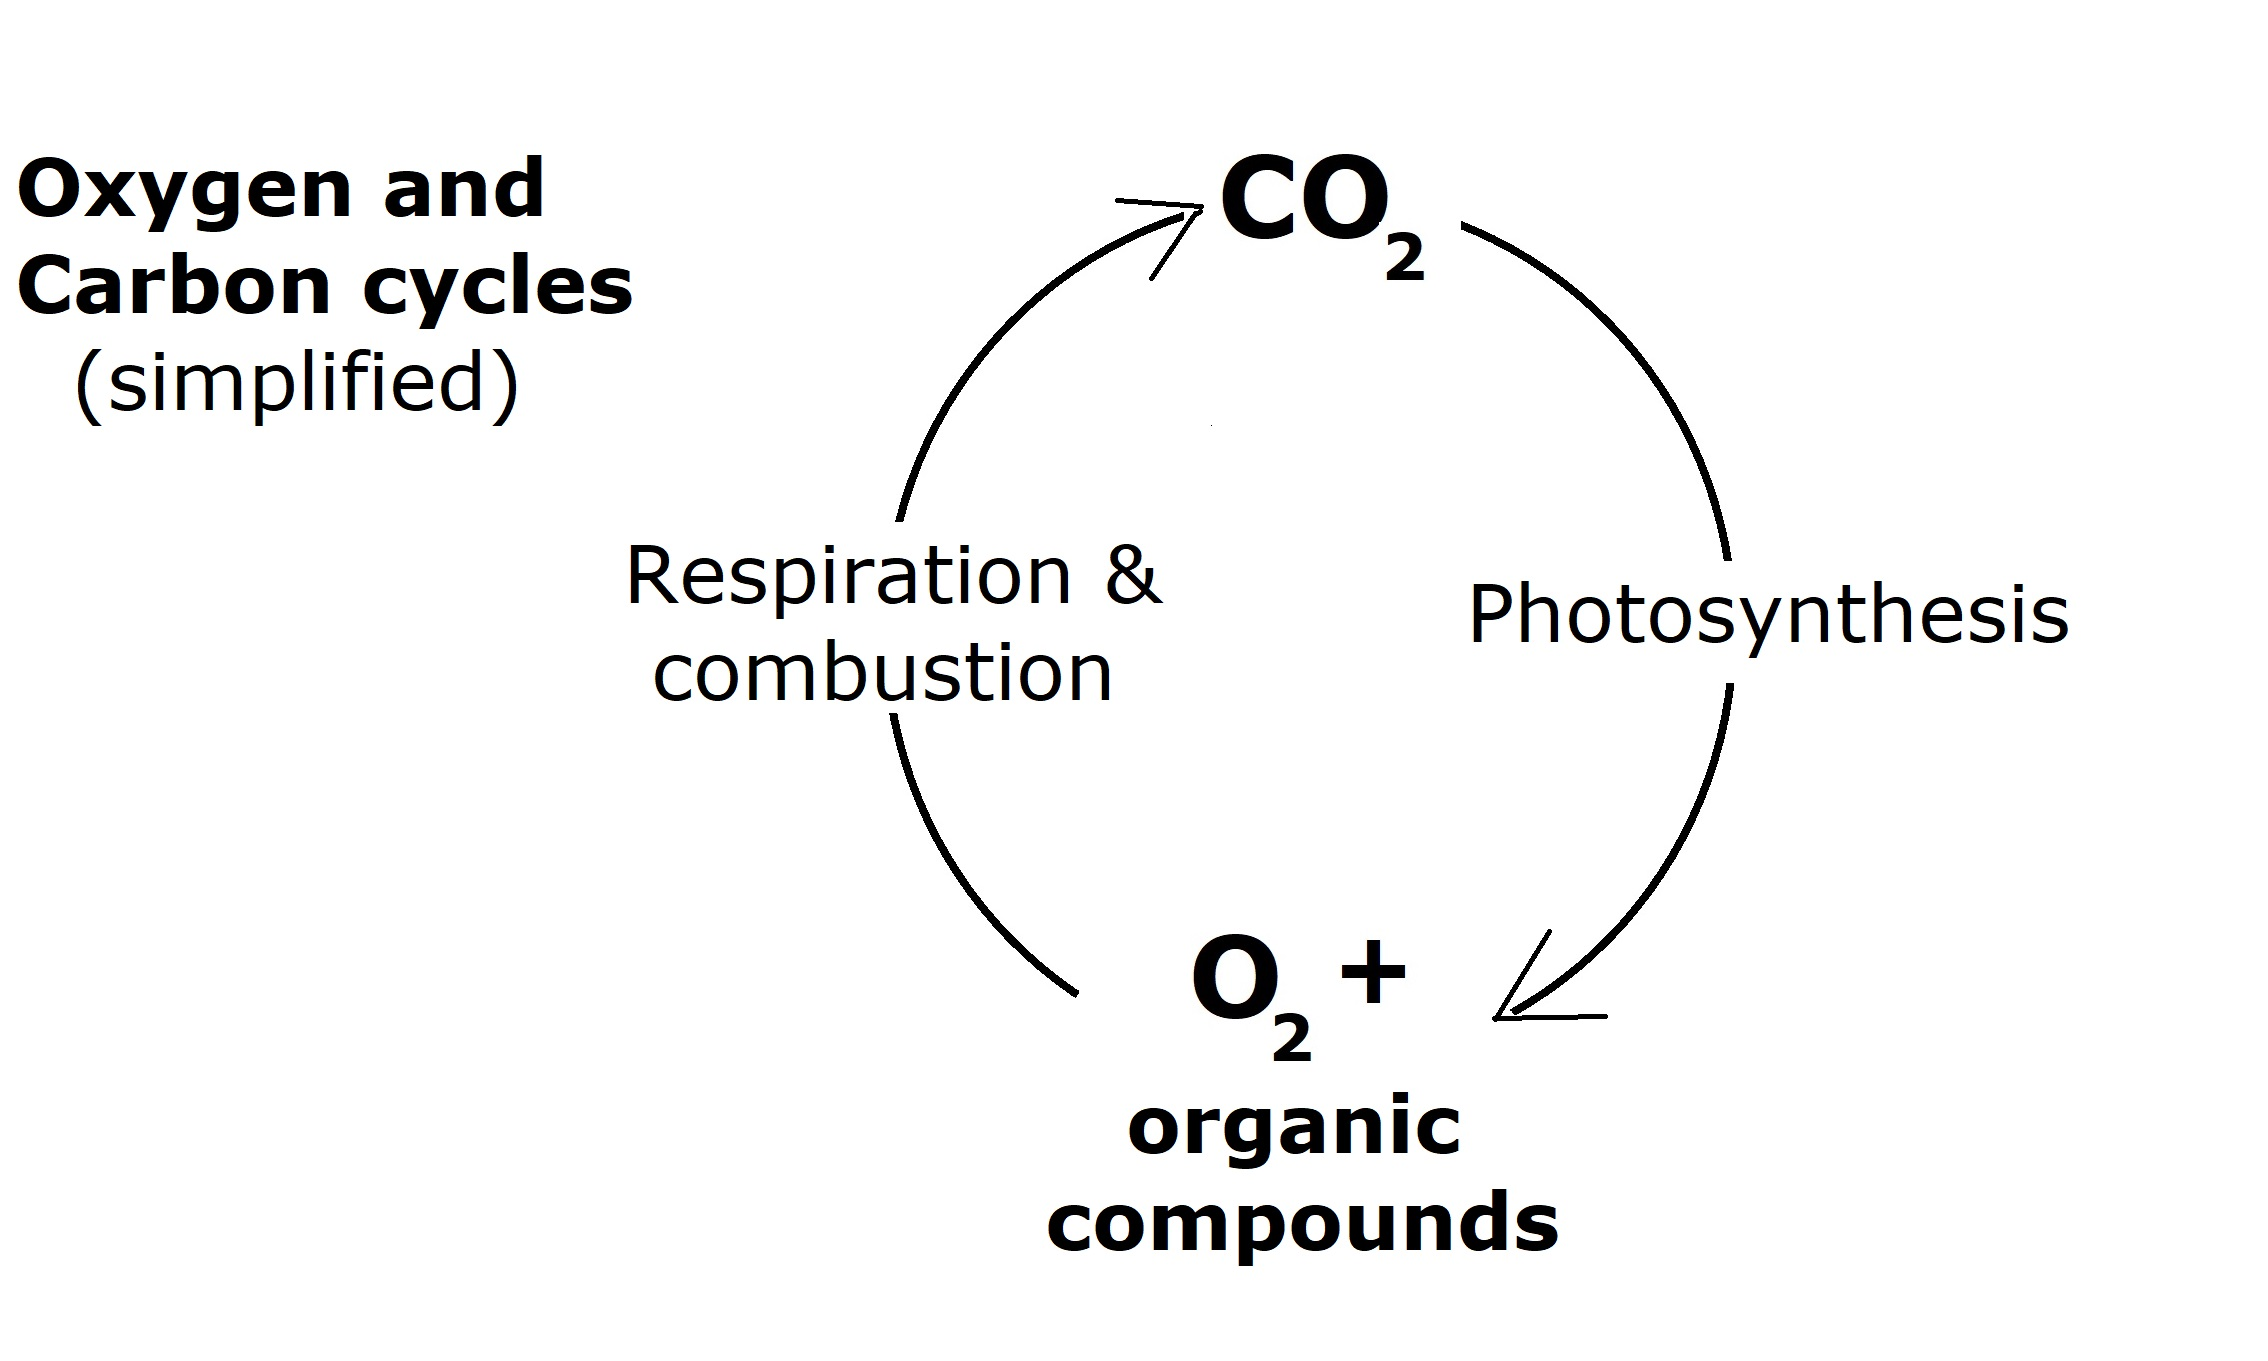 Oxygen and
Carbon cycles
(simplified)
CO₂
Respiration &
combustion
Photosynthesis
O₂ +
organic
compounds